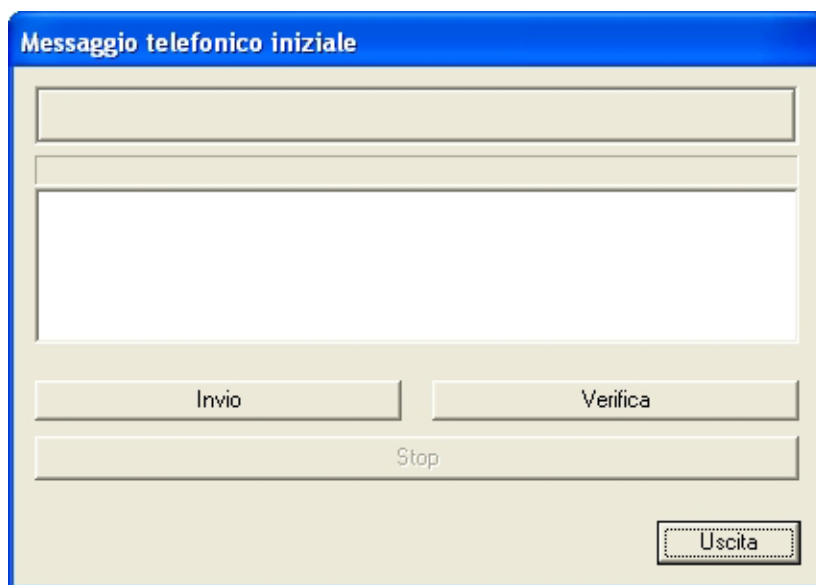 Messaggio telefonico iniziale
Invio
Verifica
Stop
Uscita